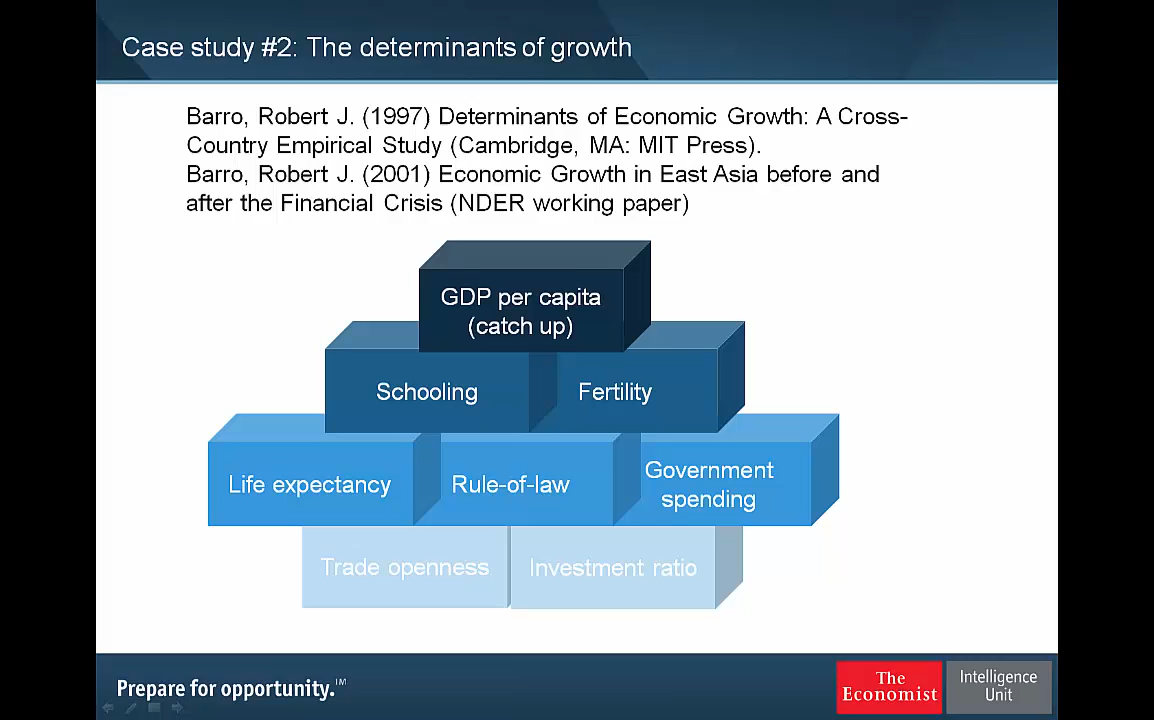 Case study #2: The determinants of growth
Barro, Robert J. (1997) Determinants of Economic Growth: A Cross-
Country Empirical Study (Cambridge, MA: MIT Press).
Barro, Robert J. (2001) Economic Growth in East Asia before and
after the Financial Crisis (NDER working paper)
GDP per capita
(catch up)
Schooling
Fertility
Life expectancy
Rule-of-law
Government
spending
Trade openness
Investment ratio
Prepare for opportunity.™
The
Economist
Intelligence
Unit